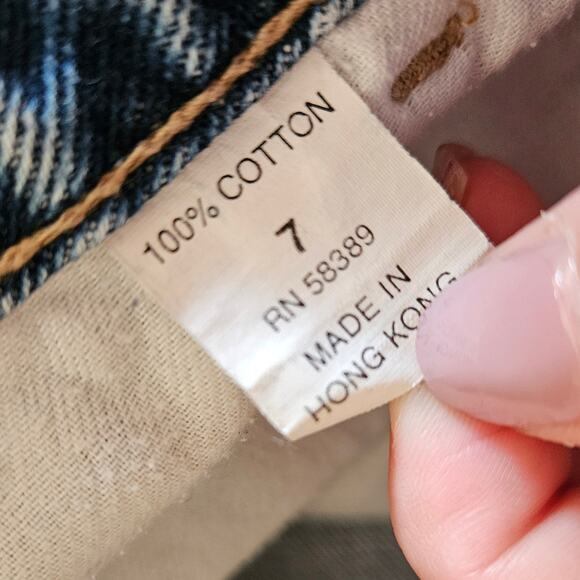 100% COTTON
7
RN 58389
MADE IN
HONG KONG